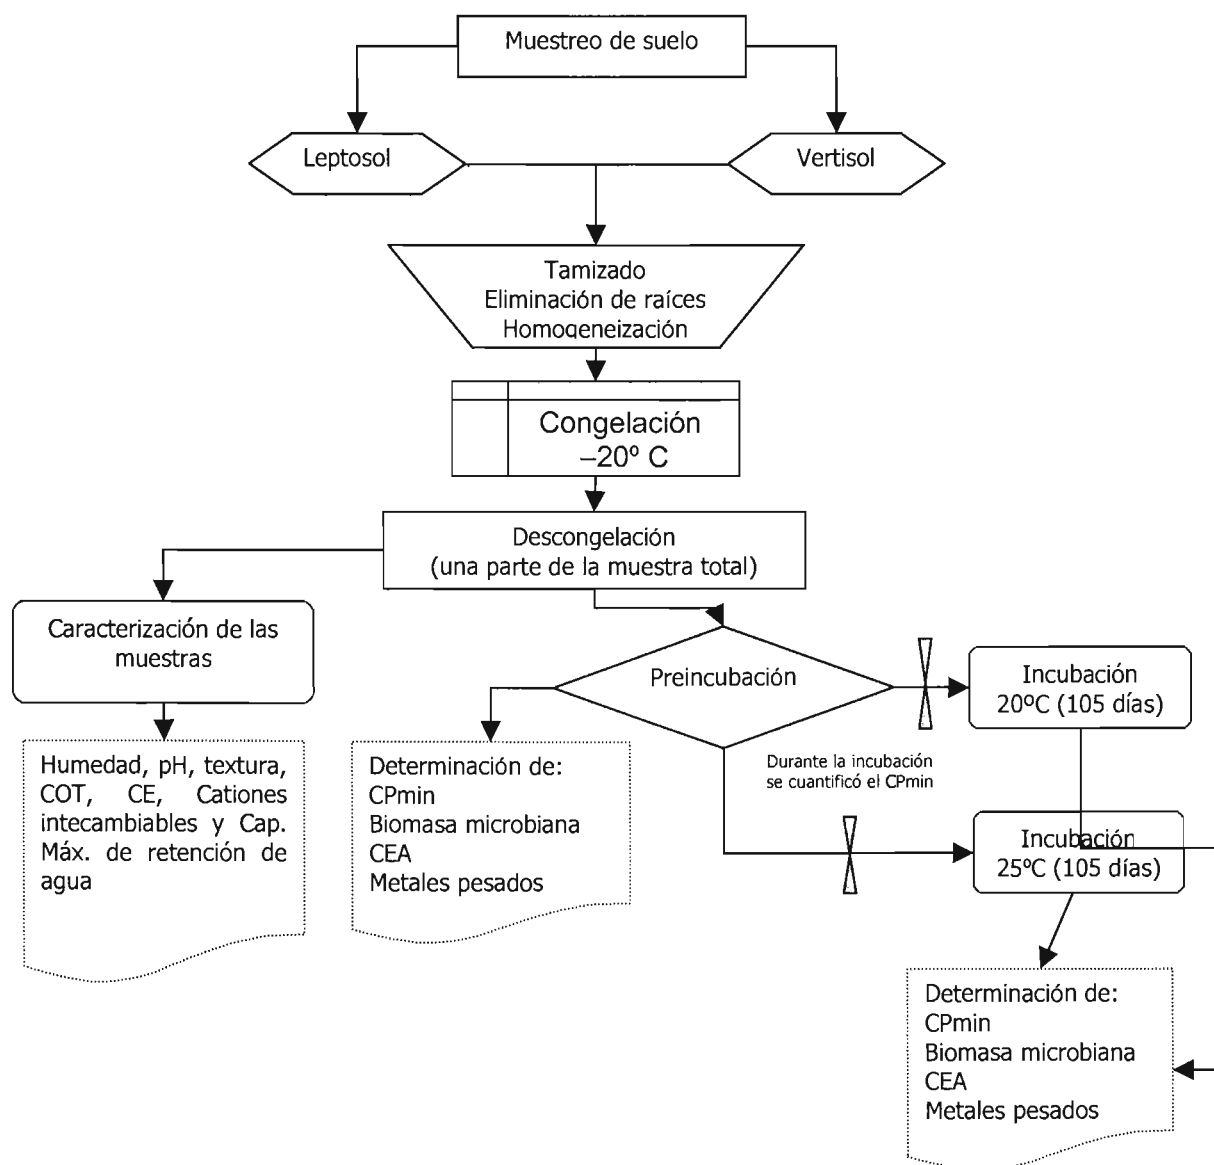 Muestreo de suelo
Leptosol
Vertisol
Tamizado
Eliminación de raíces
Homogeneización
Congelación
–20º C
Descongelación
(una parte de la muestra total)
Caracterización de las
muestras
Preincubación
Incubación
20ºC (105 días)
Humedad, pH, textura,
COT, CE, Cationes
intecambiables y Cap.
Máx. de retención de
agua
Determinación de:
CPmin
Biomasa microbiana
CEA
Metales pesados
Durante la incubación
se cuantificó el CPmin
Incubación
25ºC (105 días)
Determinación de:
CPmin
Biomasa microbiana
CEA
Metales pesados